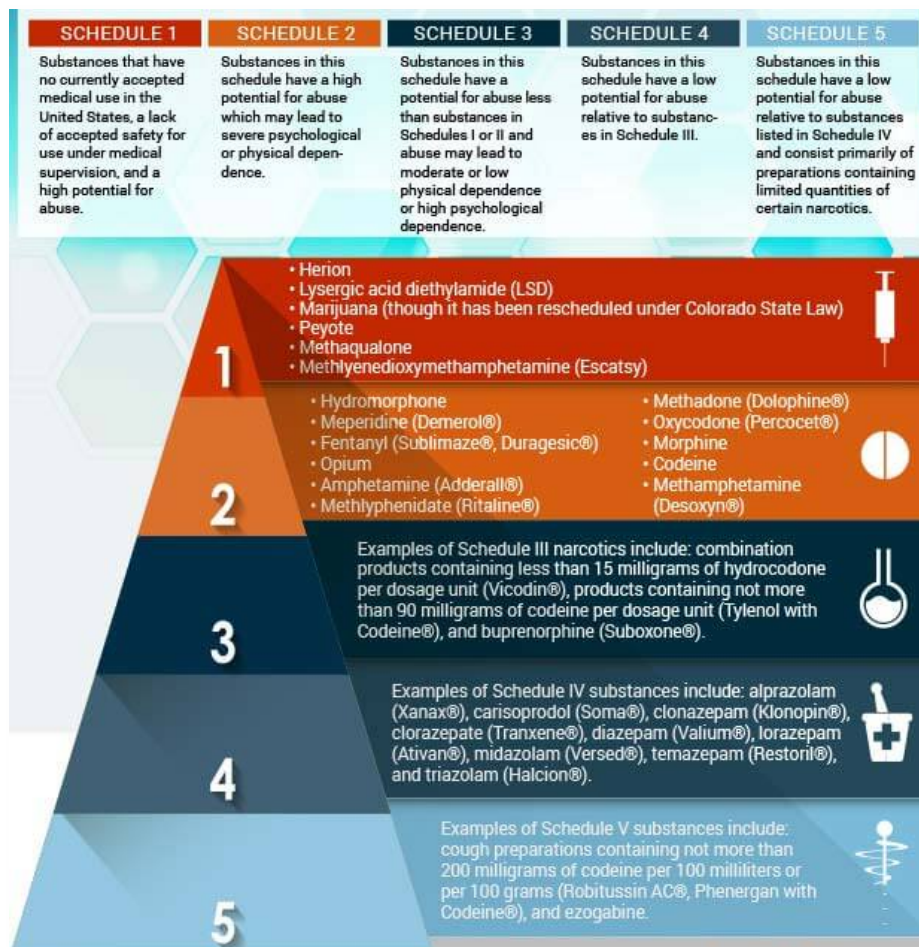 SCHEDULE 1
Substances that have
no currently accepted
medical use in the
United States, a lack
of accepted safety for
use under medical
supervision, and a
high potential for
abuse.
SCHEDULE 2
Substances in this
schedule have a high
potential for abuse
which may lead to
severe psychological
or physical depen-
dence.
SCHEDULE 3
Substances in this
schedule have a
potential for abuse less
than substances in
Schedules I or II and
abuse may lead to
moderate or low
physical dependence
or high psychological
dependence.
SCHEDULE 4
Substances in this
schedule have a low
potential for abuse
relative to substanc-
es in Schedule III.
SCHEDULE 5
Substances in this
schedule have a low
potential for abuse
relative to substances
listed in Schedule IV
and consist primarily of
preparations containing
limited quantities of
certain narcotics.
1
• Herion
• Lysergic acid diethylamide (LSD)
• Marijuana (though it has been rescheduled under Colorado State Law)
• Peyote
• Methaqualone
• Methlyenedioxymethamphetamine (Escatsy)
2
• Hydromorphone
• Meperidine (Demerol®)
• Fentanyl (Sublimaze®, Duragesic®)
• Opium
• Amphetamine (Adderall®)
• Methlyphenidate (Ritaline®)
• Methadone (Dolophine®)
• Oxycodone (Percocet®)
• Morphine
• Codeine
• Methamphetamine
(Desoxyn®)
3
Examples of Schedule III narcotics include: combination
products containing less than 15 milligrams of hydrocodone
per dosage unit (Vicodin®), products containing not more
than 90 milligrams of codeine per dosage unit (Tylenol with
Codeine®), and buprenorphine (Suboxone®).
4
Examples of Schedule IV substances include: alprazolam
(Xanax®), carisoprodol (Soma®), clonazepam (Klonopin®),
clorazepate (Tranxene®), diazepam (Valium®), lorazepam
(Ativan®), midazolam (Versed®), temazepam (Restoril®),
and triazolam (Halcion®).
5
Examples of Schedule V substances include:
cough preparations containing not more than
200 milligrams of codeine per 100 milliliters or
per 100 grams (Robitussin AC®, Phenergan with
Codeine®), and ezogabine.